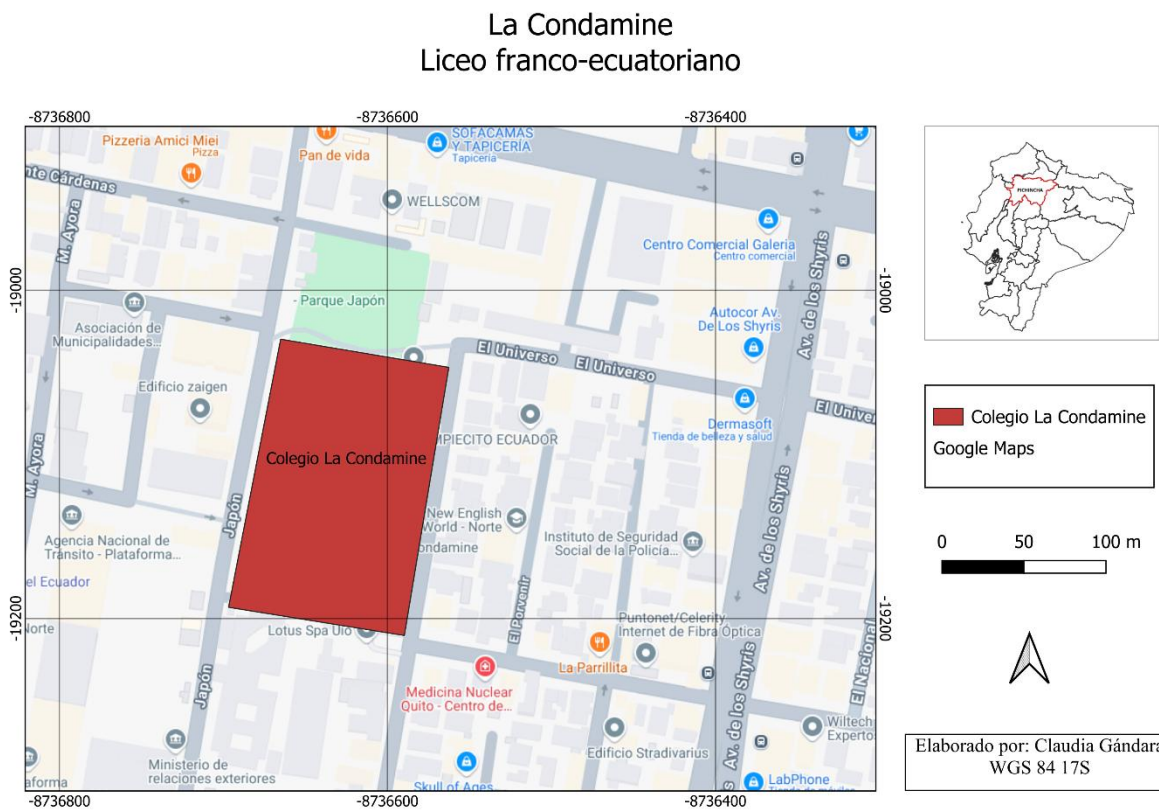 La Condamine
Liceo franco-ecuatoriano
-8736800
-8736600
-8736400
Pizzeria Amici Miei
Pizza
Pan de vida
SOFACAMAS
Y TAPICERÍA
Tapicería
nte Cárdenas
M. Ayora
WELLSCOM
Centro Comercial Galeria
Centro comercial
Av. de los Shyris
-19000
-19000
- Parque Japón
Asociación de
Municipalidades...
Autocor Av.
De Los Shyris
El Universo
El Universo
El Univer
Edificio zaigen
Dermasoft
Tienda de belleza y salud
MPIECITO ECUADOR
Colegio La Condamine
M. Ayora
Japón
Av. de los Shyris
New English
World - Norte
ondamine
Agencia Nacional de
Tránsito - Plataforma...
Instituto de Seguridad
Social de la Policía...
el Ecuador
El Porvenir
-19200
-19200
Norte
Lotus Spa Uio
Puntonet/Celerity
Internet de Fibra Óptica
La Parrillita
Medicina Nuclear
Quito - Centro de...
Japón
Av. de los Shyris
El Nacional
Ministerio de
relaciones exteriores
Edificio Stradivarius
Wiltech
Expertos
aforma
Skull of Ages...
LabPhone
-8736800
-8736600
-8736400
PICHINCHA
Colegio La Condamine
Google Maps
0 50 100 m
Elaborado por: Claudia Gándara
WGS 84 17S